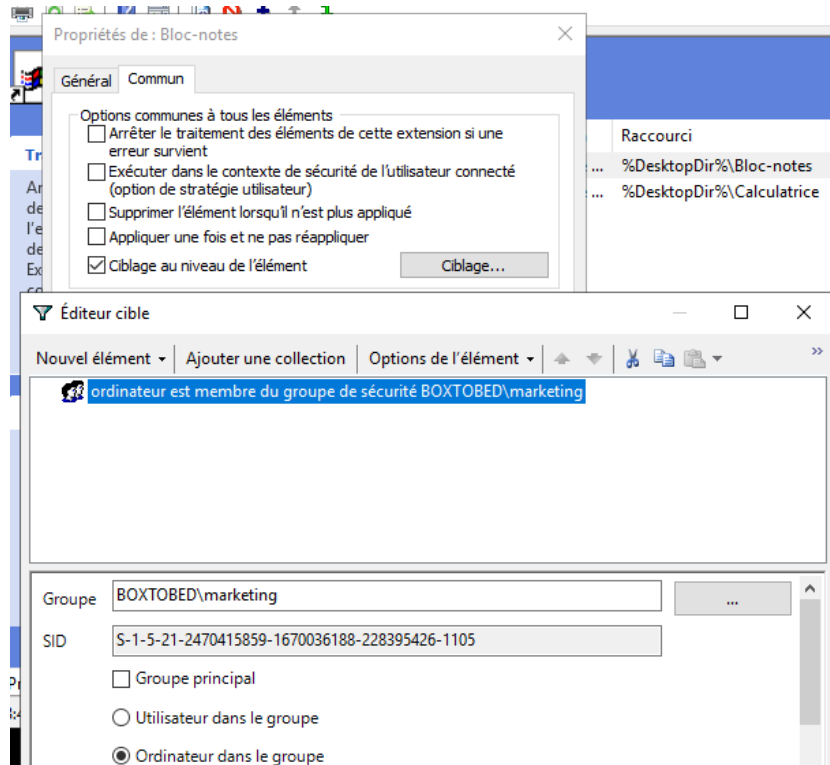 Propriétés de : Bloc-notes
Général Commun
Options communes à tous les éléments
Arrêter le traitement des éléments de cette extension si une
erreur survient
Exécuter dans le contexte de sécurité de l'utilisateur connecté
(option de stratégie utilisateur)
Supprimer l'élément lorsqu'il n'est plus appliqué
Appliquer une fois et ne pas réappliquer
Ciblage au niveau de l'élément Ciblage...
Raccourci
... %DesktopDir%\Bloc-notes
... %DesktopDir%\Calculatrice
Tr
Ar
de
l'e
de
Ex
Éditeur cible
Nouvel élément Ajouter une collection Options de l'élément
ordinateur est membre du groupe de sécurité BOXTOBED\marketing
Groupe BOXTOBED\marketing ...
SID S-1-5-21-2470415859-1670036188-228395426-1105
Groupe principal
Utilisateur dans le groupe
Ordinateur dans le groupe